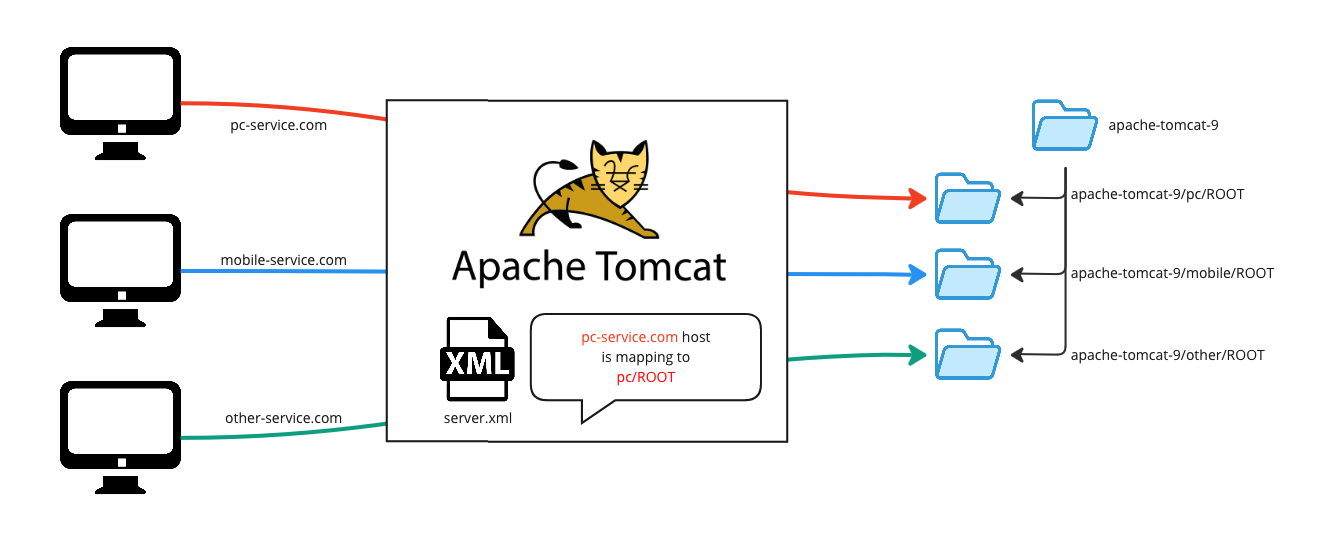 pc-service.com
apache-tomcat-9
apache-tomcat-9/pc/ROOT
mobile-service.com
Apache Tomcat
apache-tomcat-9/mobile/ROOT
pc-service.com host
is mapping to
pc/ROOT
XML
server.xml
apache-tomcat-9/other/ROOT
other-service.com